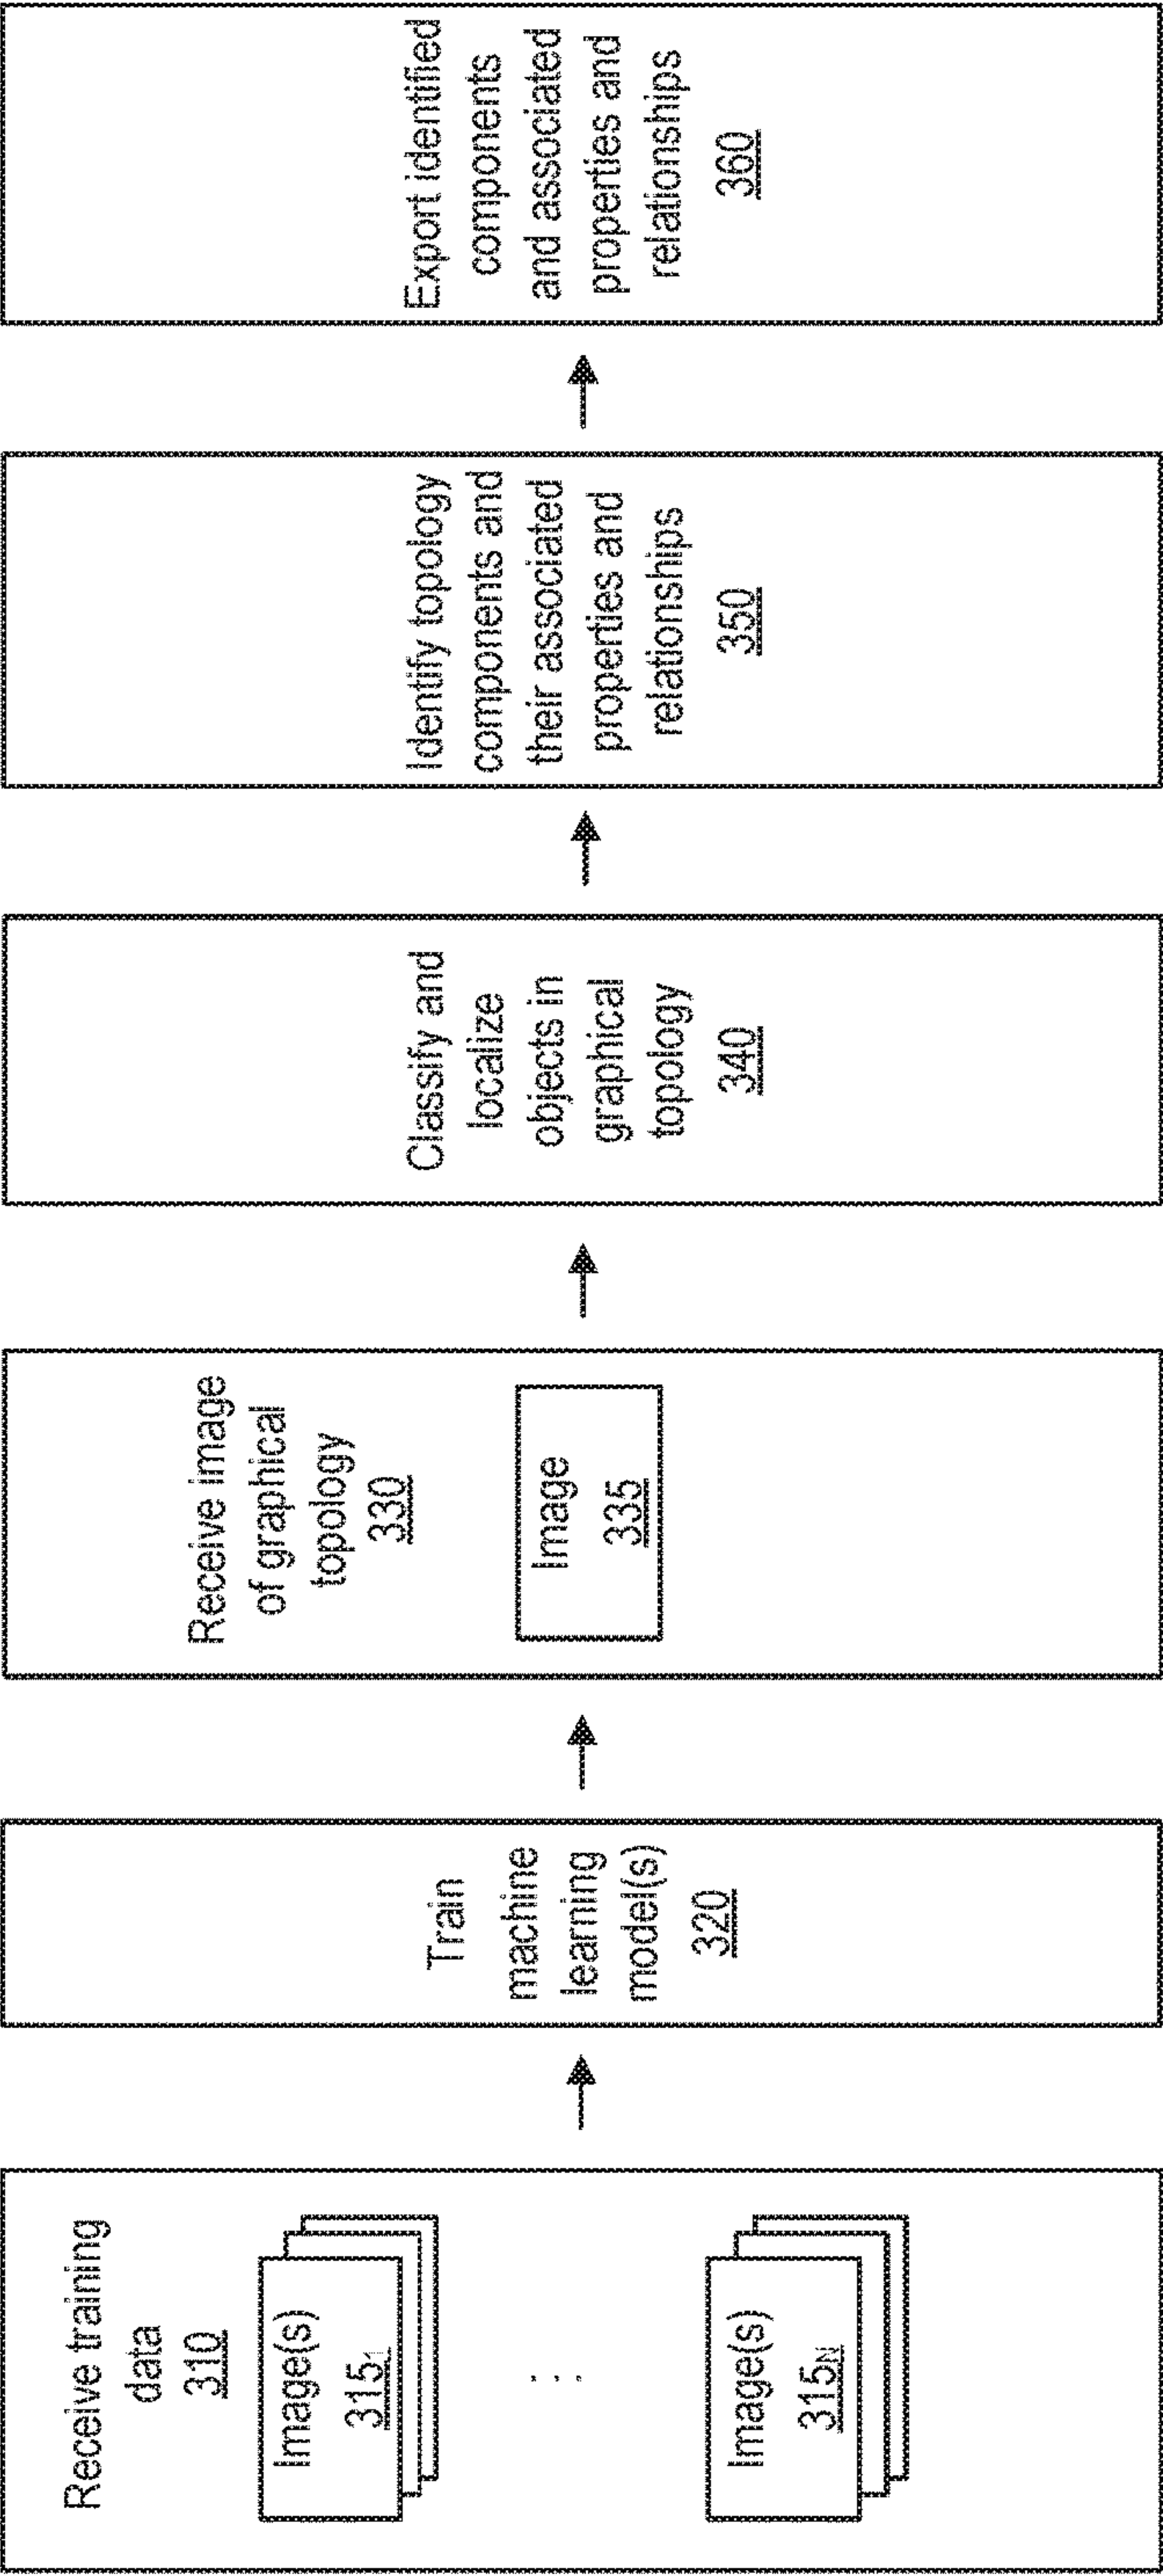 Receive training
data
310
Image(s)
315₁
. . .
Image(s)
315N
Train
machine
learning
model(s)
320
Receive image
of graphical
topology
330
Image
335
Classify and
localize
objects in
graphical
topology
340
Identify topology
components and
their associated
properties and
relationships
350
Export identified
components
and associated
properties and
relationships
360